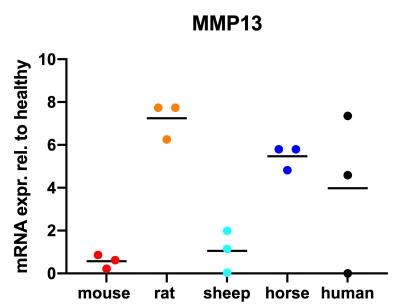 MMP13
mRNA expr. rel. to healthy
10
8
6
4
2
0
mouse rat sheep horse human